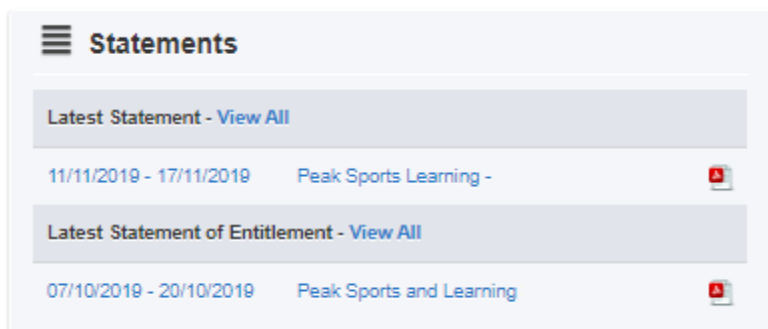 Statements
Latest Statement - View All
11/11/2019 - 17/11/2019 Peak Sports Learning -
Latest Statement of Entitlement - View All
07/10/2019 - 20/10/2019 Peak Sports and Learning